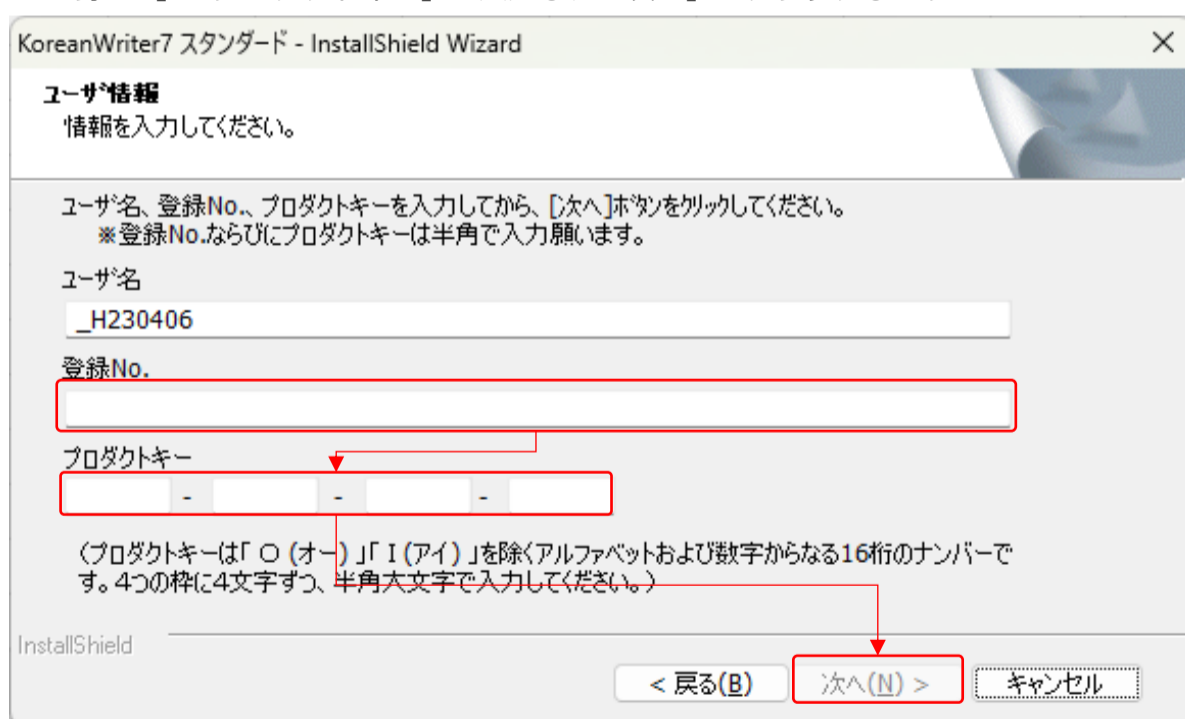 KoreanWriter7 スタンダード - InstallShield Wizard
ユーザ情報
情報を入力してください。
ユーザ名、登録No.、プロダクトキーを入力してから、[次へ]ボタンをクリックしてください。
※登録No.ならびにプロダクトキーは半角で入力願います。
ユーザ名
_H230406
登録No.
プロダクトキー
- - -
(プロダクトキーは「 O (オー) 」「 I (アイ) 」を除くアルファベットおよび数字からなる16桁のナンバーで
す。4つの枠に4文字ずつ、半角大文字で入力してください。)
InstallShield
< 戻る(B) 次へ(N) > キャンセル